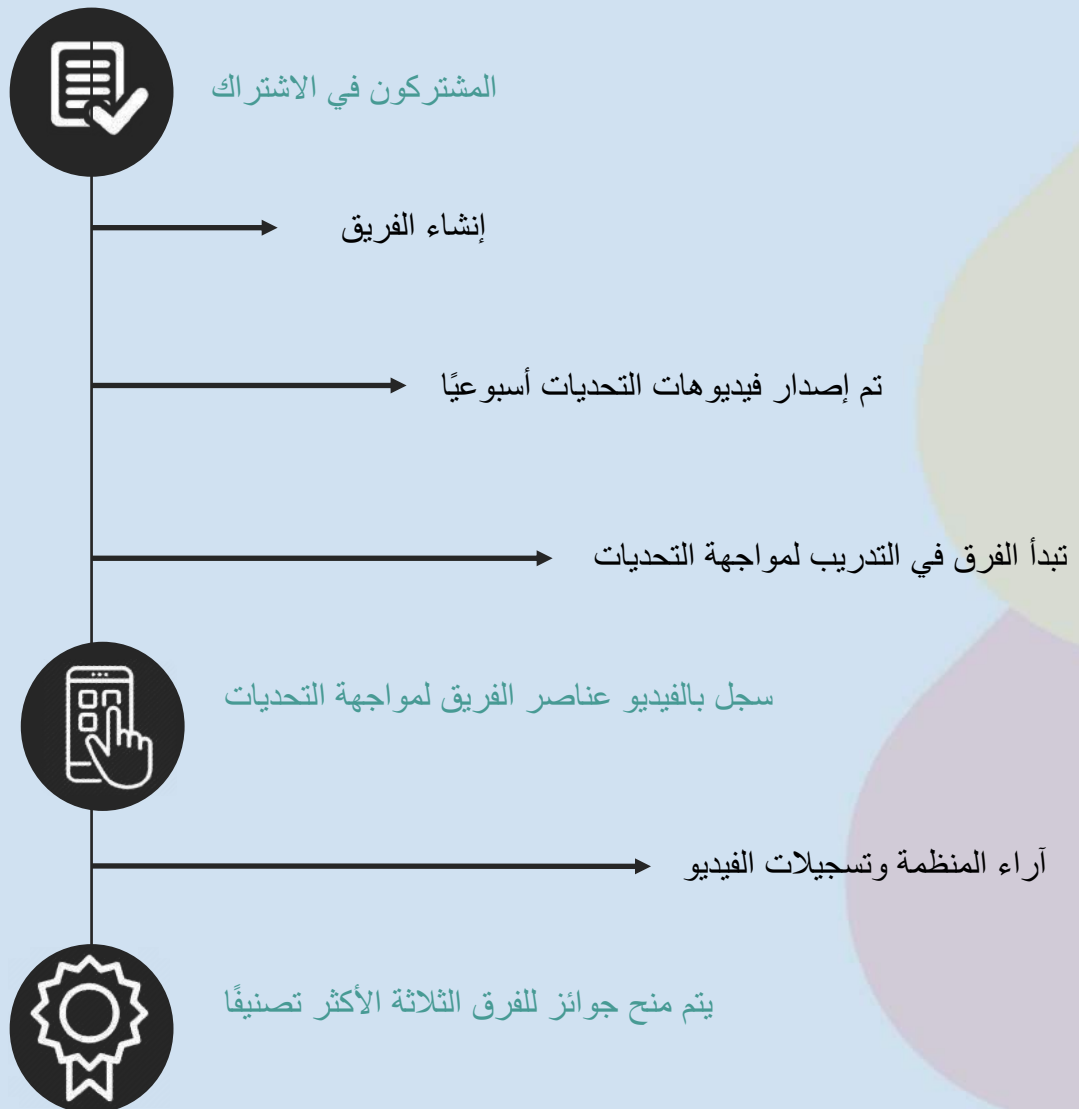 المشتركون في الاشتراك
إنشاء الفريق
تم إصدار فيديوهات التحديات أسبوعيًا
تبدأ الفرق في التدريب لمواجهة التحديات
سجل بالفيديو عناصر الفريق لمواجهة التحديات
آراء المنظمة وتسجيلات الفيديو
يتم منح جوائز للفرق الثلاثة الأكثر تصنيفًا